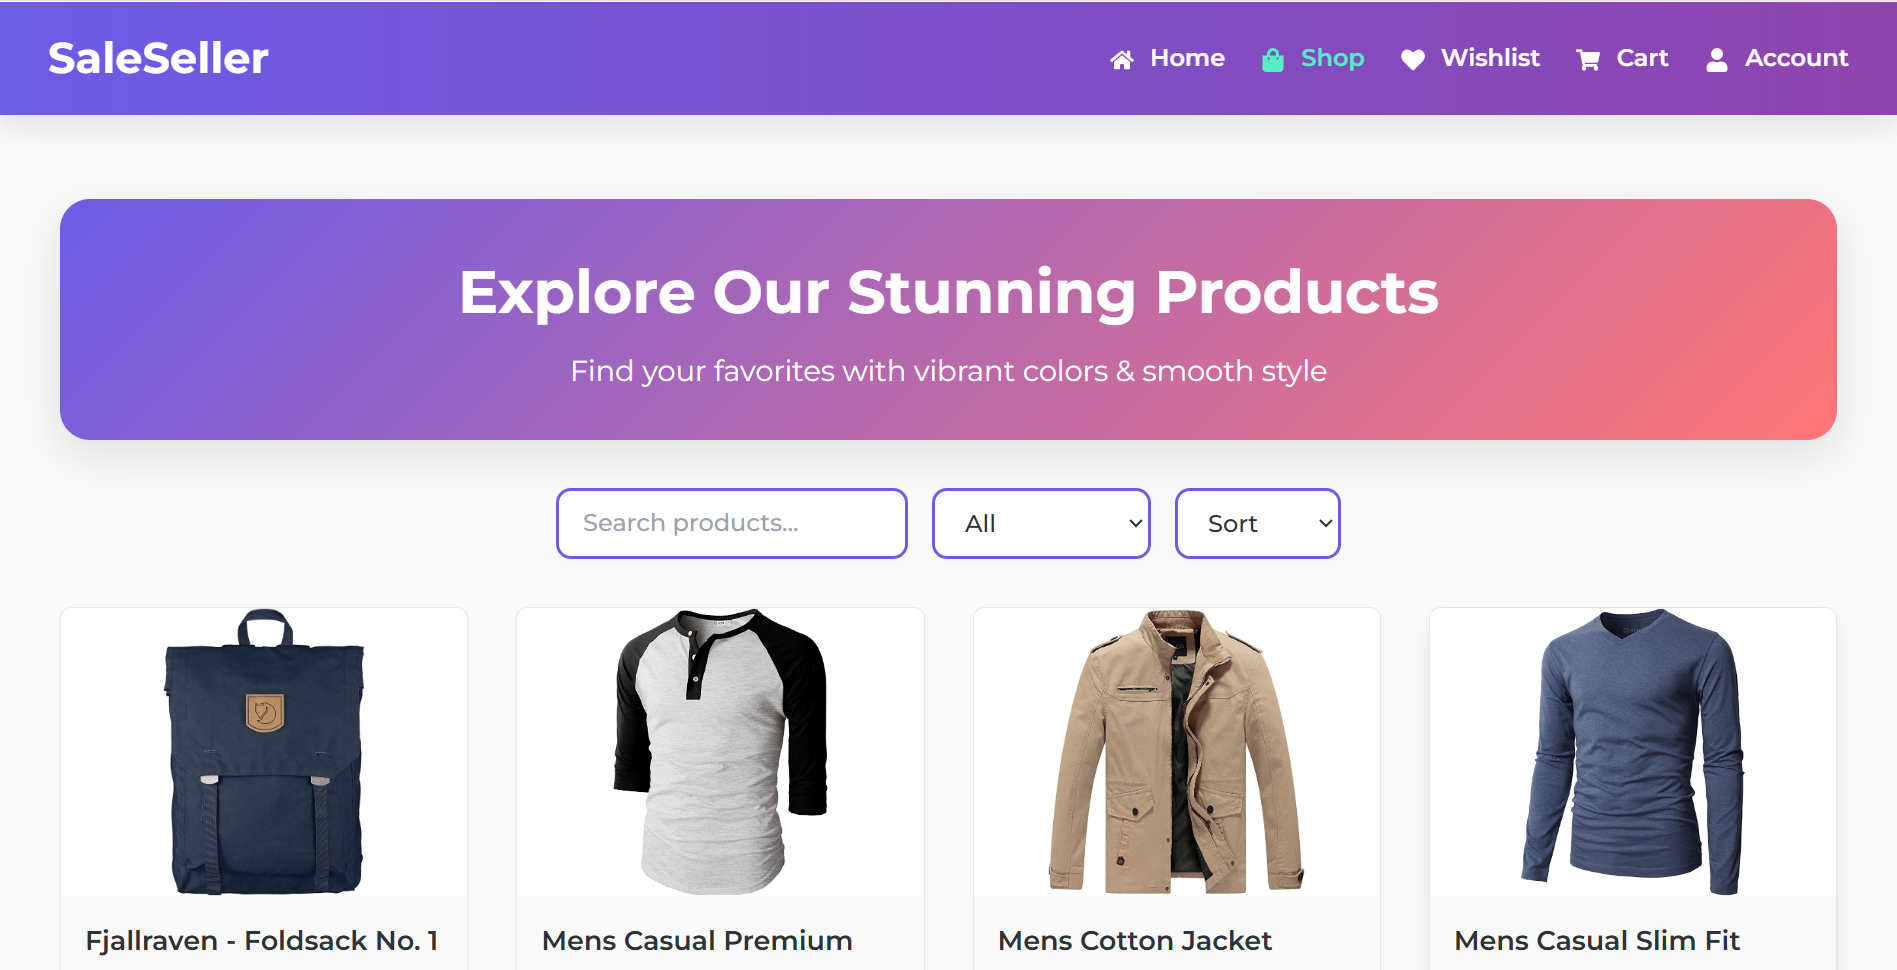 SaleSeller
Home Shop Wishlist Cart Account
Explore Our Stunning Products
Find your favorites with vibrant colors & smooth style
Search products... All Sort
Fjallraven - Foldsack No. 1 Mens Casual Premium Mens Cotton Jacket Mens Casual Slim Fit